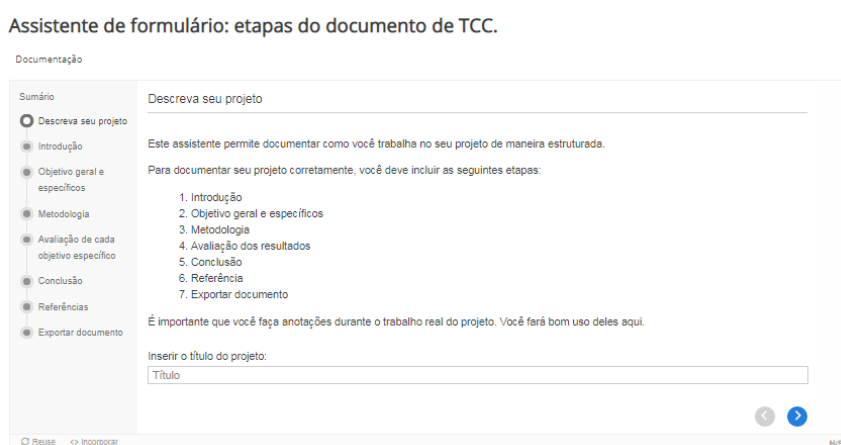 Assistente de formulário: etapas do documento de TCC.
Documentação
Sumário
Descreva seu projeto
Introdução
Objetivo geral e
específicos
Metodologia
Avaliação de cada
objetivo específico
Conclusão
Referências
Exportar documento
Descreva seu projeto
Este assistente permite documentar como você trabalha no seu projeto de maneira estruturada.
Para documentar seu projeto corretamente, você deve incluir as seguintes etapas:
1. Introdução
2. Objetivo geral e específicos
3. Metodologia
4. Avaliação dos resultados
5. Conclusão
6. Referência
7. Exportar documento
É importante que você faça anotações durante o trabalho real do projeto. Você fará bom uso deles aqui.
Inserir o título do projeto:
Título
Reuse <> Incorporar